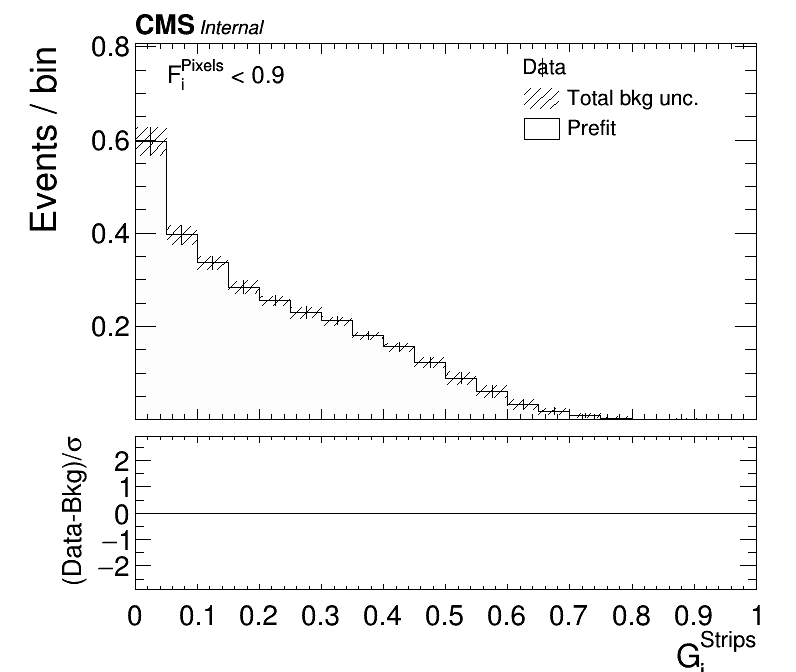 CMS Internal
0.8
F_i^Pixels < 0.9
Data
Total bkg unc.
Prefit
0.6
0.4
0.2
Events / bin
2
1
0
−1
−2
(Data-Bkg)/σ
0 0.1 0.2 0.3 0.4 0.5 0.6 0.7 0.8 0.9 1
G_i^Strips